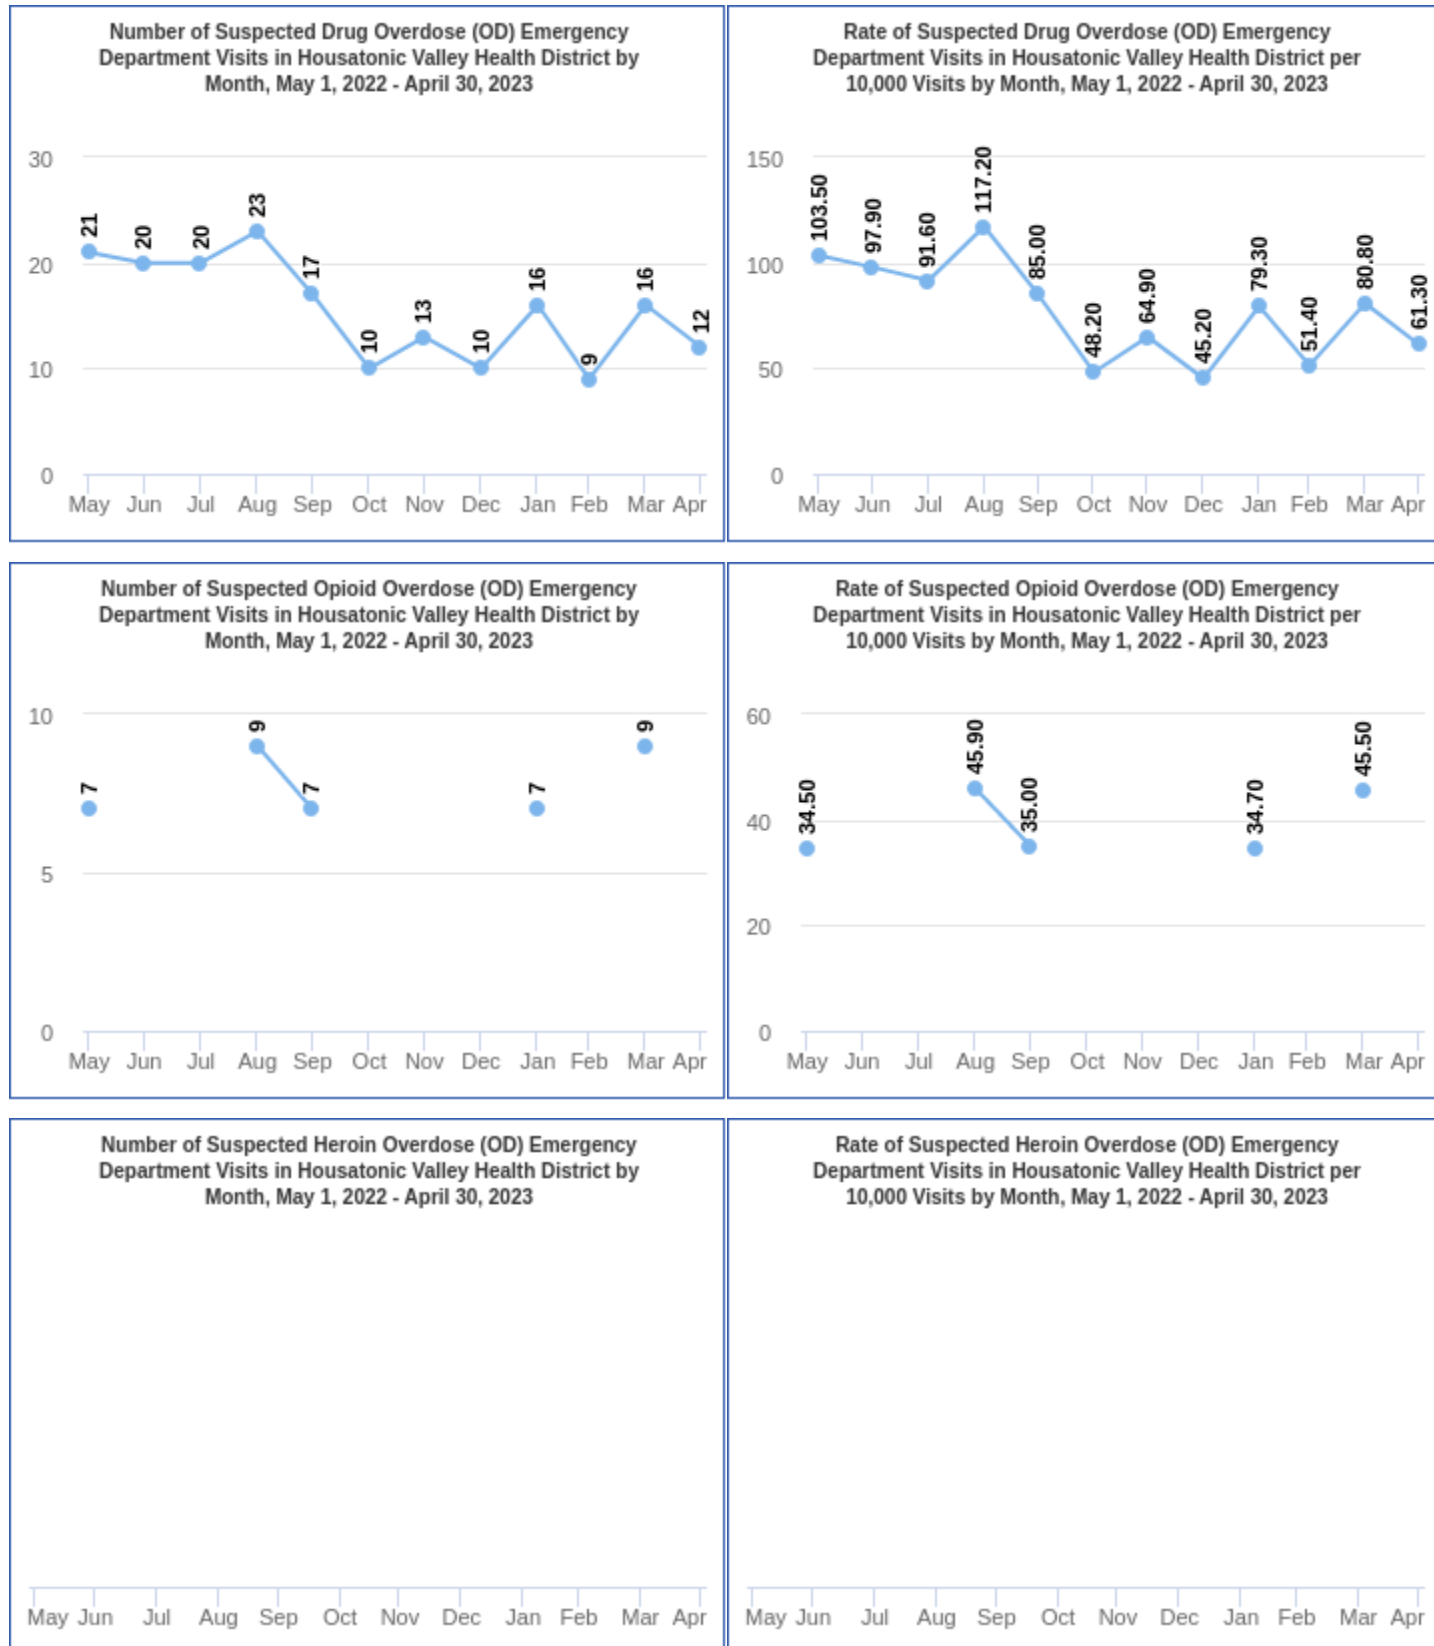 Number of Suspected Drug Overdose (OD) Emergency
Department Visits in Housatonic Valley Health District by
Month, May 1, 2022 - April 30, 2023
30
20
10
0
21
20
20
23
17
10
13
10
16
9
16
12
May Jun Jul Aug Sep Oct Nov Dec Jan Feb Mar Apr
Rate of Suspected Drug Overdose (OD) Emergency
Department Visits in Housatonic Valley Health District per
10,000 Visits by Month, May 1, 2022 - April 30, 2023
150
100
50
0
103.50
97.90
91.60
117.20
85.00
48.20
64.90
45.20
79.30
51.40
80.80
61.30
May Jun Jul Aug Sep Oct Nov Dec Jan Feb Mar Apr
Number of Suspected Opioid Overdose (OD) Emergency
Department Visits in Housatonic Valley Health District by
Month, May 1, 2022 - April 30, 2023
10
5
0
7
9
7
7
9
May Jun Jul Aug Sep Oct Nov Dec Jan Feb Mar Apr
Rate of Suspected Opioid Overdose (OD) Emergency
Department Visits in Housatonic Valley Health District per
10,000 Visits by Month, May 1, 2022 - April 30, 2023
60
40
20
0
34.50
45.90
35.00
34.70
45.50
May Jun Jul Aug Sep Oct Nov Dec Jan Feb Mar Apr
Number of Suspected Heroin Overdose (OD) Emergency
Department Visits in Housatonic Valley Health District by
Month, May 1, 2022 - April 30, 2023
May Jun Jul Aug Sep Oct Nov Dec Jan Feb Mar Apr
Rate of Suspected Heroin Overdose (OD) Emergency
Department Visits in Housatonic Valley Health District per
10,000 Visits by Month, May 1, 2022 - April 30, 2023
May Jun Jul Aug Sep Oct Nov Dec Jan Feb Mar Apr